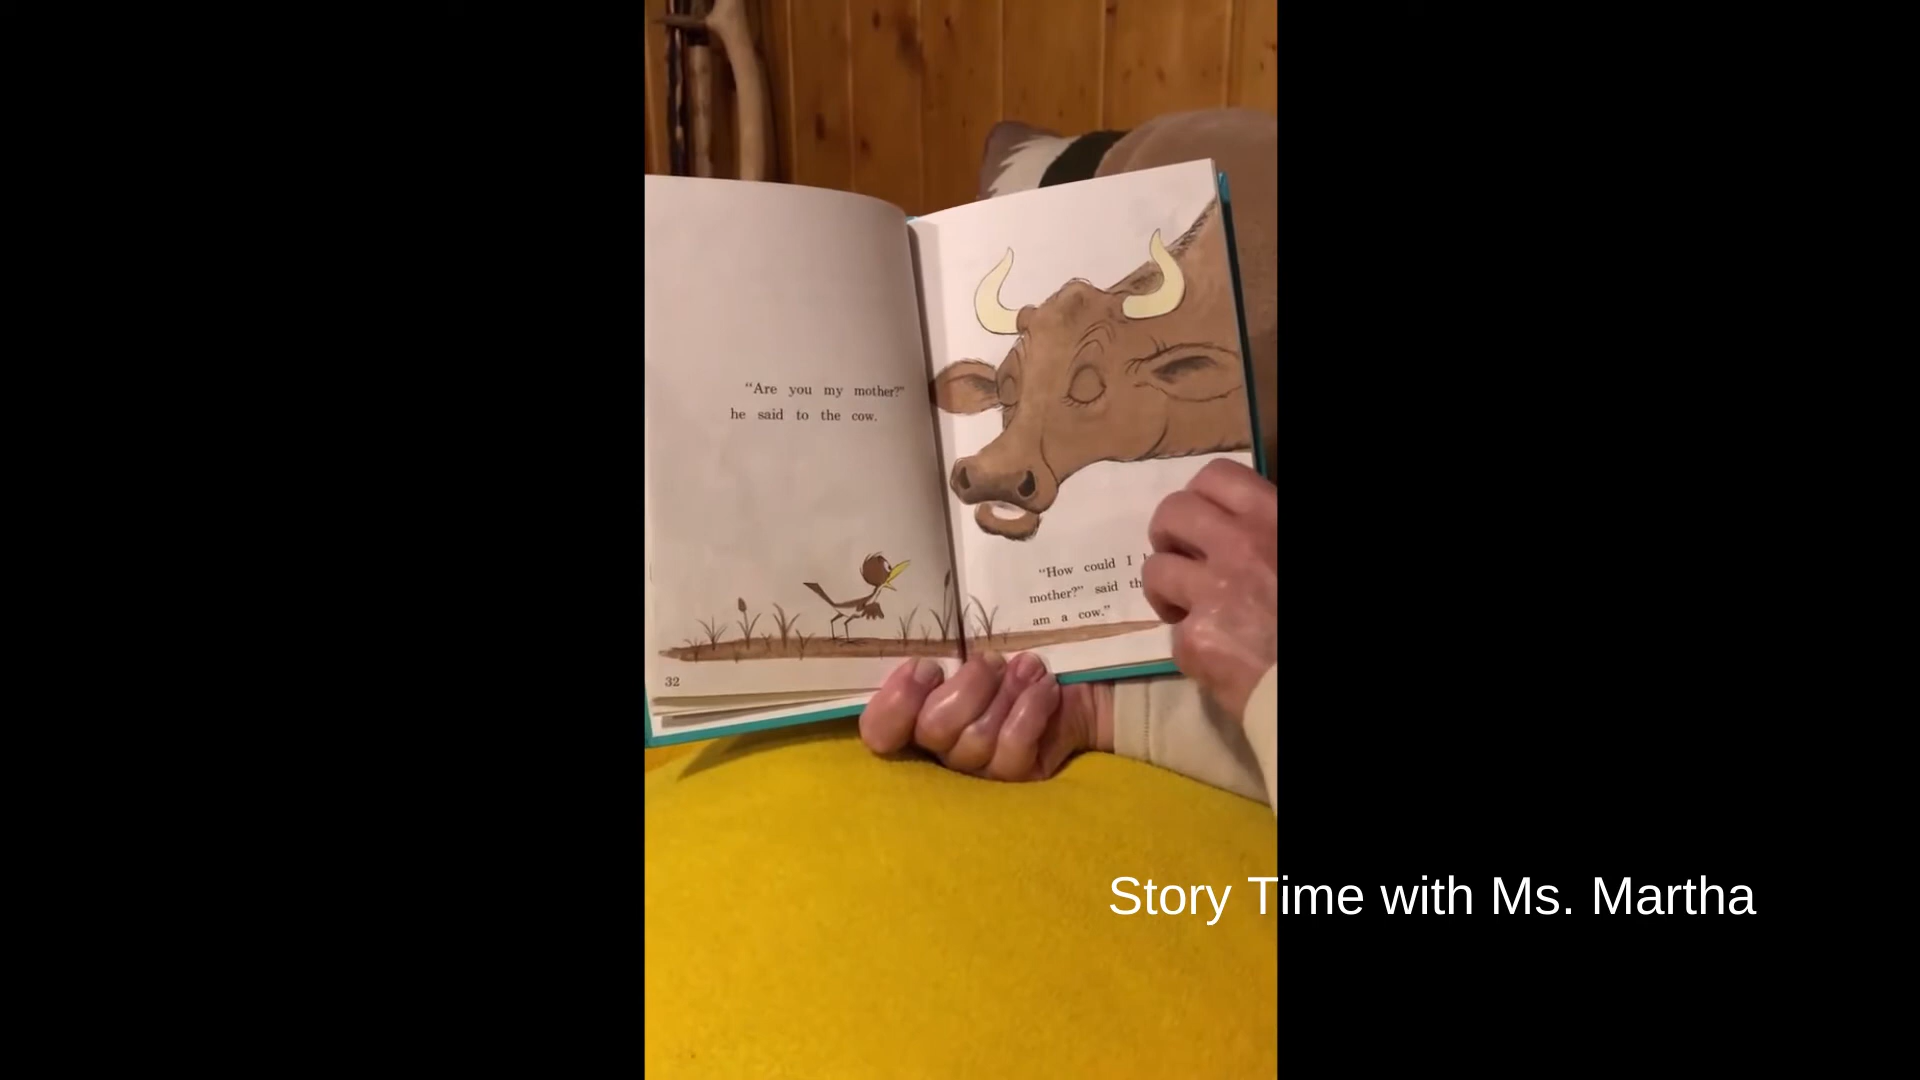 “Are you my mother?”
he said to the cow.
32
“How could I
mother?” said
am a cow.”
Story Time with Ms. Martha